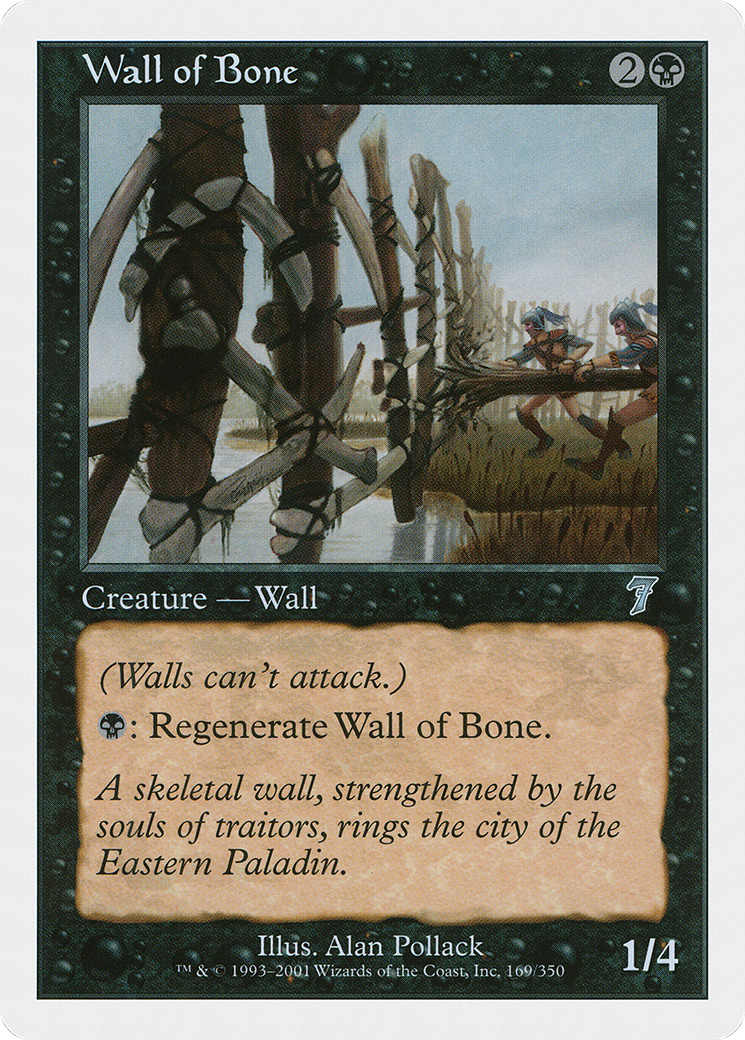 Wall of Bone
2
Creature — Wall
7
(Walls can't attack.)
: Regenerate Wall of Bone.
A skeletal wall, strengthened by the
souls of traitors, rings the city of the
Eastern Paladin.
Illus. Alan Pollack
™ & © 1993–2001 Wizards of the Coast, Inc. 169/350
1/4